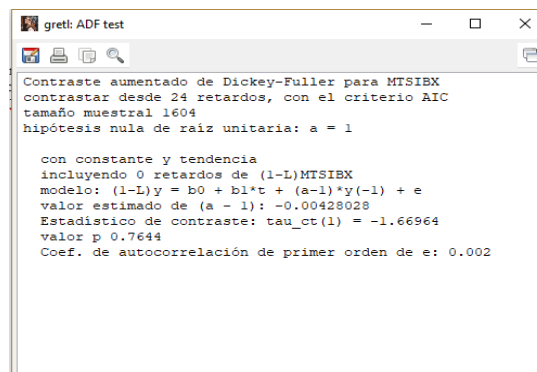 gretl: ADF test
Contraste aumentado de Dickey-Fuller para MTSIBX
contrastar desde 24 retardos, con el criterio AIC
tamaño muestral 1604
hipótesis nula de raíz unitaria: a = 1
con constante y tendencia
incluyendo 0 retardos de (1-L)MTSIBX
modelo: (1-L)y = b0 + b1*t + (a-1)*y(-1) + e
valor estimado de (a - 1): -0.00428028
Estadístico de contraste: tau_ct(1) = -1.66964
valor p 0.7644
Coef. de autocorrelación de primer orden de e: 0.002